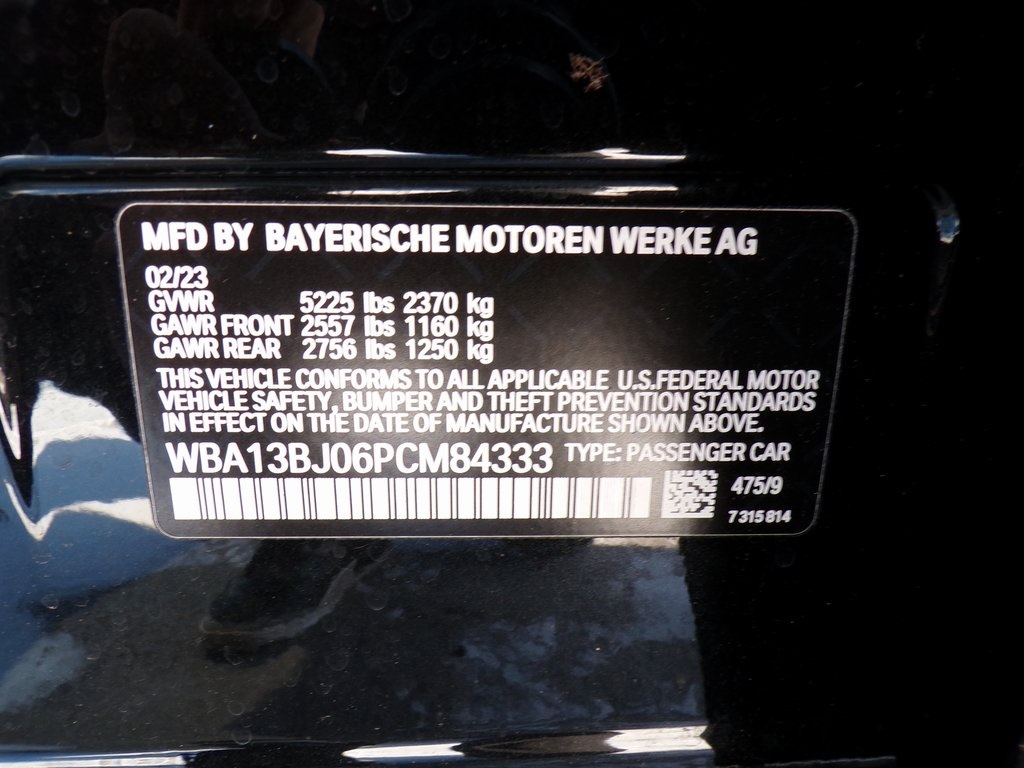 MFD BY BAYERISCHE MOTOREN WERKE AG
02/23
GVWR 5225 lbs 2370 kg
GAWR FRONT 2557 lbs 1160 kg
GAWR REAR 2756 lbs 1250 kg
THIS VEHICLE CONFORMS TO ALL APPLICABLE U.S.FEDERAL MOTOR
VEHICLE SAFETY, BUMPER AND THEFT PREVENTION STANDARDS
IN EFFECT ON THE DATE OF MANUFACTURE SHOWN ABOVE.
WBA13BJ06PCM84333 TYPE: PASSENGER CAR
475/9
7 315 814